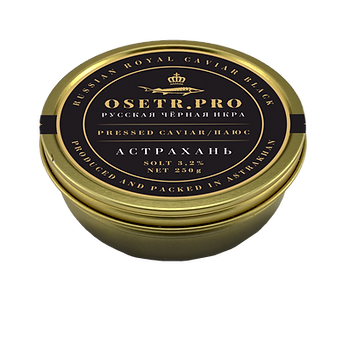 RUSSIAN ROYAL CAVIAR BLACK
OSETR.PRO
РУССКАЯ ЧЁРНАЯ ИКРА
PRESSED CAVIAR/ПАЮС
АСТРАХАНЬ
SOLT 3,2%
NET 250g
PRODUCED AND PACKED IN ASTRAKHAN